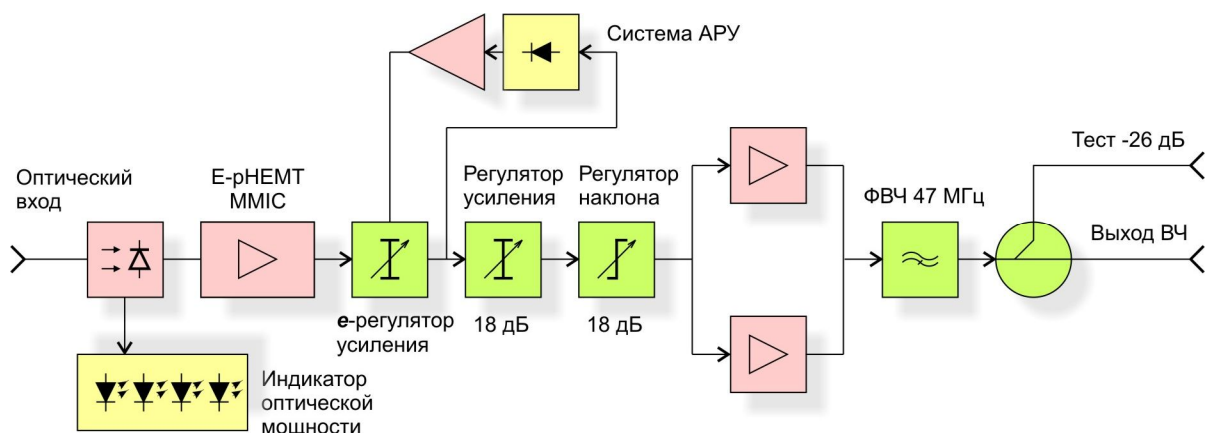 Система АРУ
Оптический
вход
E-pHEMT
MMIC
Регулятор
усиления
Регулятор
наклона
Тест -26 дБ
ФВЧ 47 МГц
Выход ВЧ
е-регулятор
усиления
18 дБ
18 дБ
Индикатор
оптической
мощности